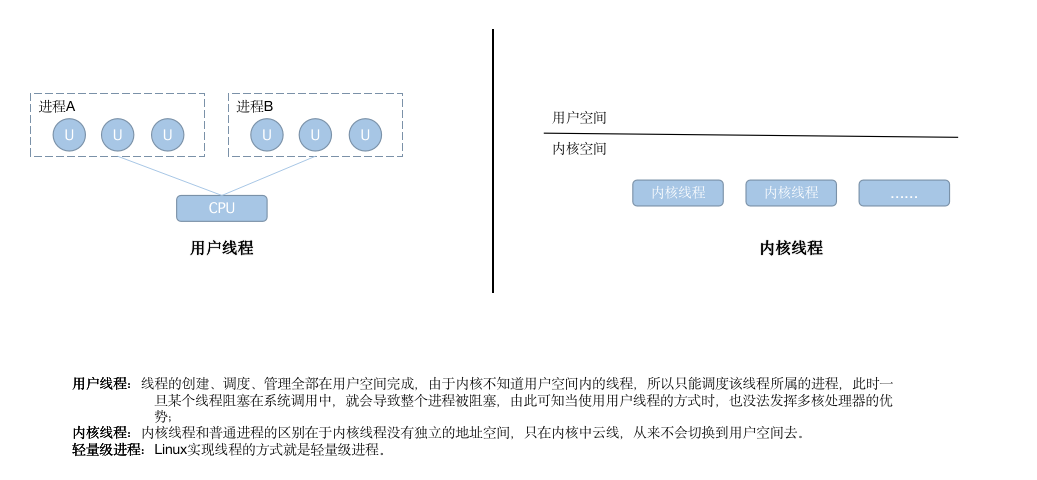 进程A
U U U
进程B
U U U
CPU
用户线程
用户空间
内核空间
内核线程 内核线程 ......
内核线程
用户线程：线程的创建、调度、管理全部在用户空间完成，由于内核不知道用户空间内的线程，所以只能调度该线程所属的进程，此时一
旦某个线程阻塞在系统调用中，就会导致整个进程被阻塞，由此可知当使用用户线程的方式时，也没法发挥多核处理器的优
势；
内核线程：内核线程和普通进程的区别在于内核线程没有独立的地址空间，只在内核中云线，从来不会切换到用户空间去。
轻量级进程：Linux实现线程的方式就是轻量级进程。